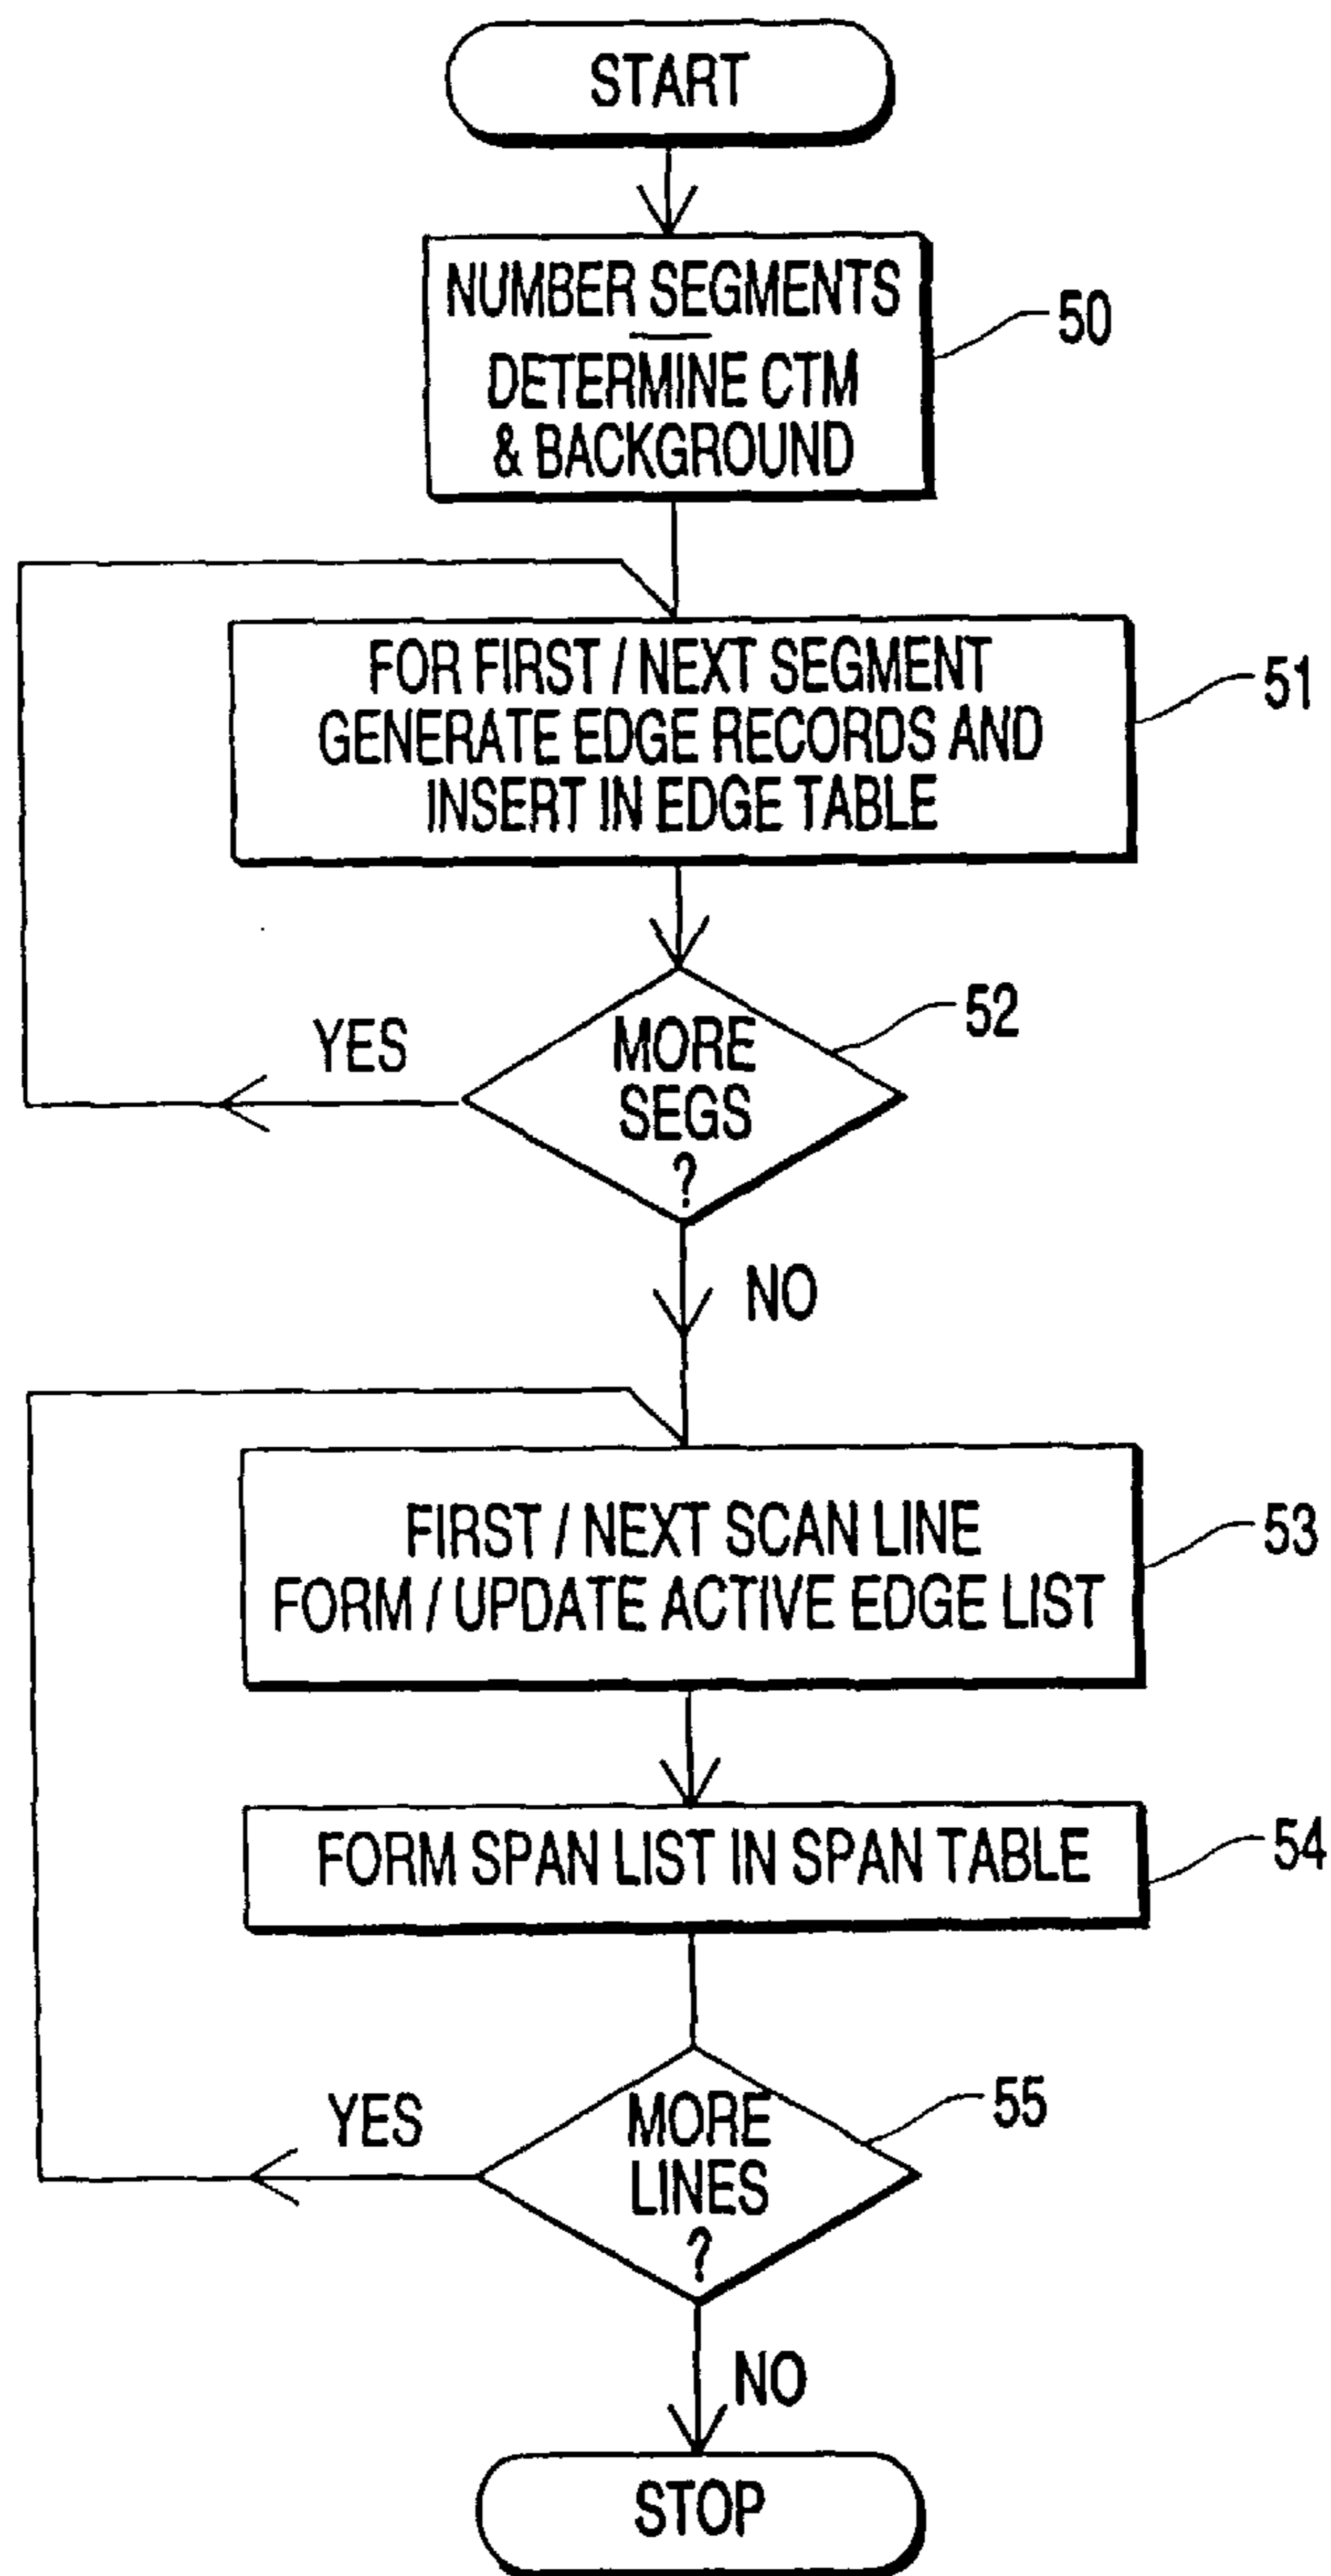 START
NUMBER SEGMENTS
DETERMINE CTM
& BACKGROUND
50
FOR FIRST / NEXT SEGMENT
GENERATE EDGE RECORDS AND
INSERT IN EDGE TABLE
51
MORE
SEGS
?
52
YES
NO
FIRST / NEXT SCAN LINE
FORM / UPDATE ACTIVE EDGE LIST
53
FORM SPAN LIST IN SPAN TABLE
54
MORE
LINES
?
55
YES
NO
STOP